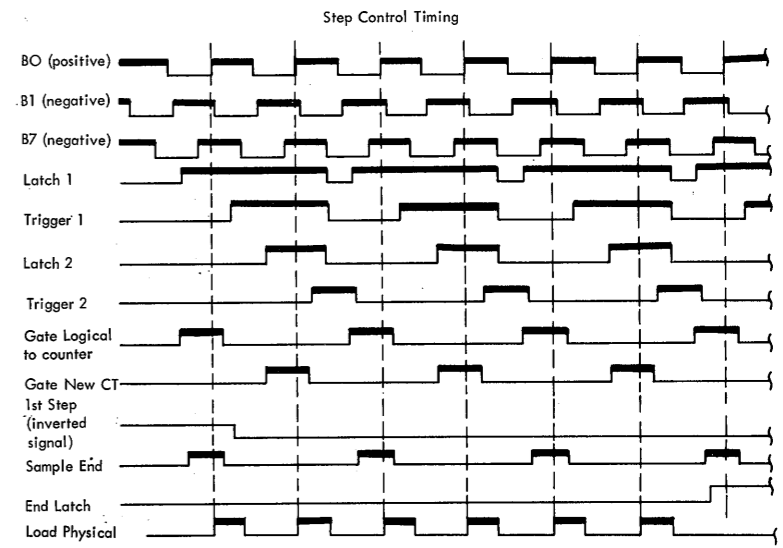 Step Control Timing
BO (positive)
B1 (negative)
B7 (negative)
Latch 1
Trigger 1
Latch 2
Trigger 2
Gate Logical
to counter
Gate New CT
1st Step
(inverted
signal)
Sample End
End Latch
Load Physical